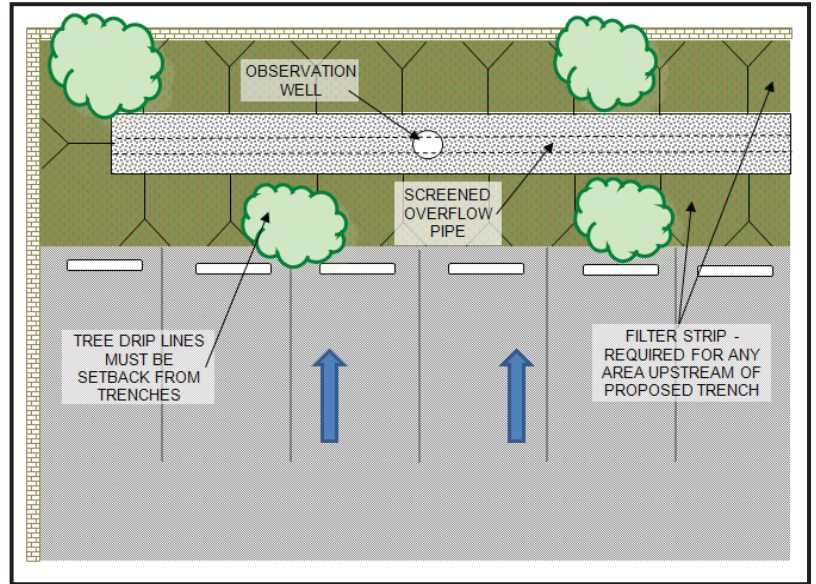 OBSERVATION
WELL
SCREENED
OVERFLOW
PIPE
TREE DRIP LINES
MUST BE
SETBACK FROM
TRENCHES
FILTER STRIP -
REQUIRED FOR ANY
AREA UPSTREAM OF
PROPOSED TRENCH